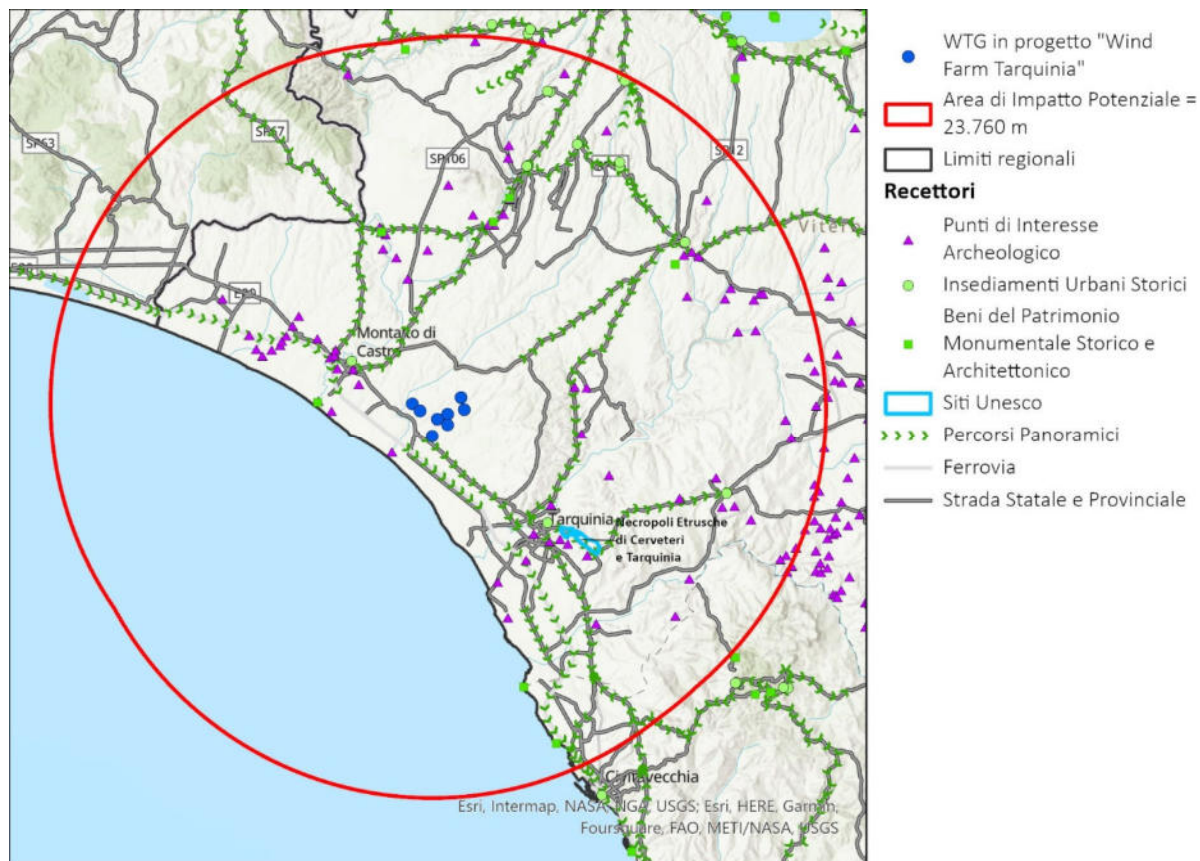 SP67
SP63
SP106
SP12
Viter
Montalto di
Castro
Tarquinia
Necropoli Etrusche
di Cerveteri
e Tarquinia
Civitavecchia
Esri, Intermap, NASA, NGA, USGS; Esri, HERE, Garmin,
Foursquare, FAO, METI/NASA, USGS
WTG in progetto "Wind
Farm Tarquinia"
Area di Impatto Potenziale =
23.760 m
Limiti regionali
Recettori
Punti di Interesse
Archeologico
Insediamenti Urbani Storici
Beni del Patrimonio
Monumentale Storico e
Architettonico
Siti Unesco
Percorsi Panoramici
Ferrovia
Strada Statale e Provinciale